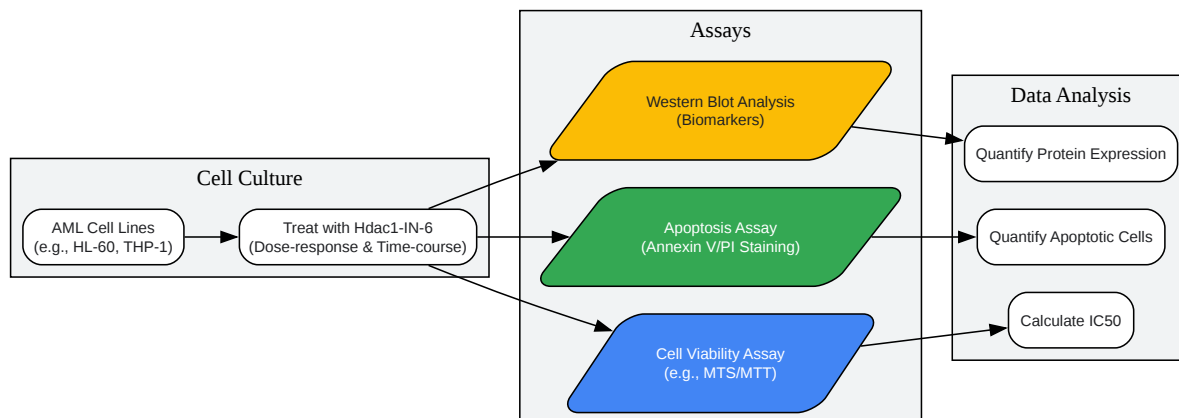 Cell Culture
AML Cell Lines
(e.g., HL-60, THP-1)
Treat with Hdac1-IN-6
(Dose-response & Time-course)
Assays
Western Blot Analysis
(Biomarkers)
Apoptosis Assay
(Annexin V/PI Staining)
Cell Viability Assay
(e.g., MTS/MTT)
Data Analysis
Quantify Protein Expression
Quantify Apoptotic Cells
Calculate IC50